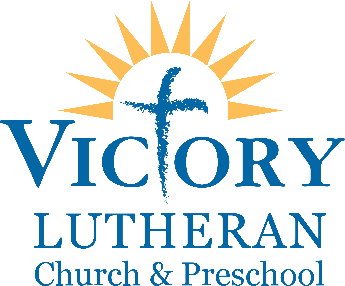 VICTORY
LUTHERAN
Church & Preschool